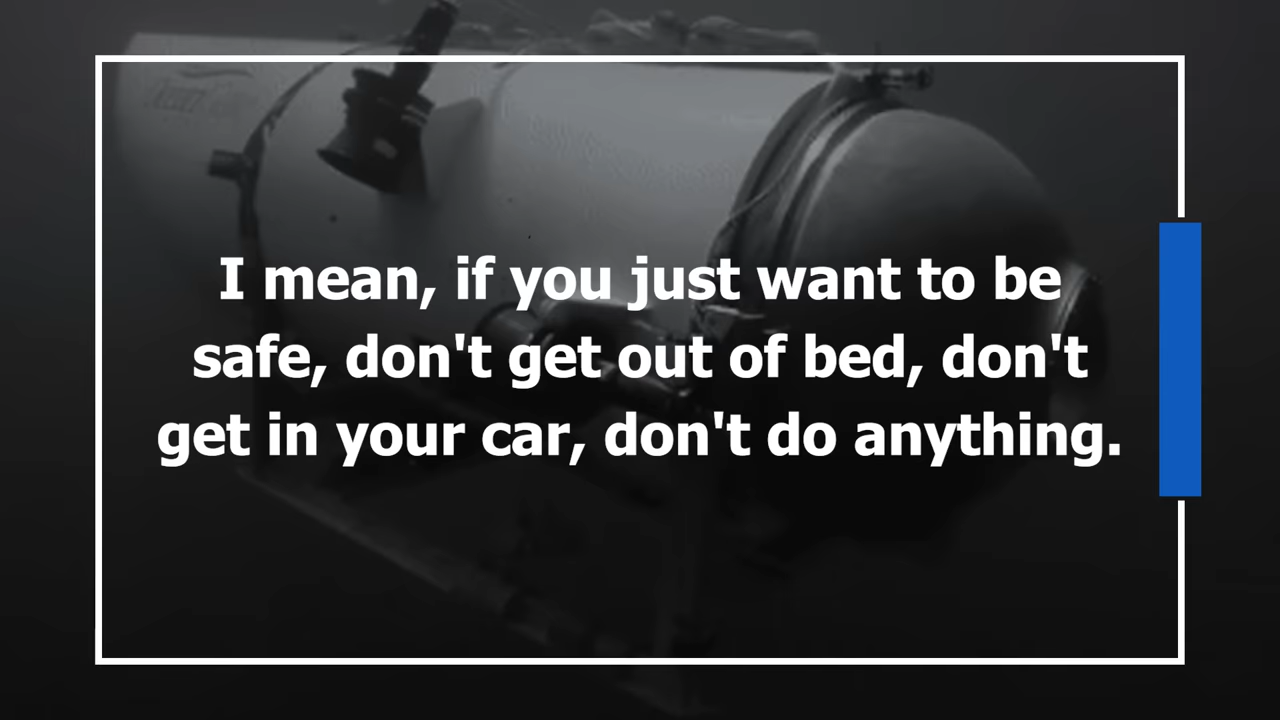 I mean, if you just want to be
safe, don't get out of bed, don't
get in your car, don't do anything.